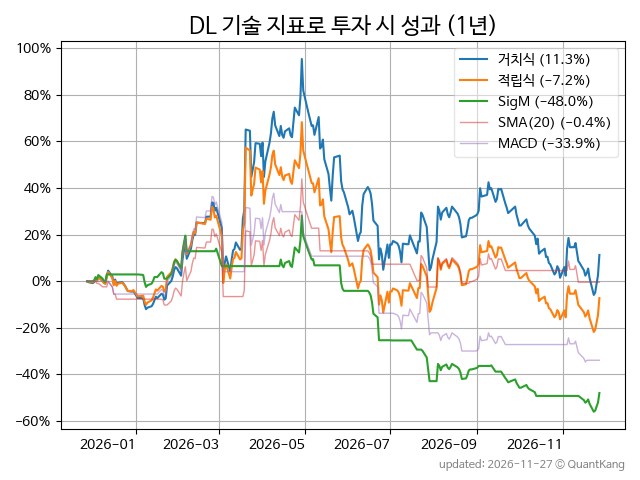 DL 기술 지표로 투자 시 성과 (1년)
100%
80%
60%
40%
20%
0%
−20%
−40%
−60%
거치식 (11.3%)
적립식 (−7.2%)
SigM (−48.0%)
SMA(20) (−0.4%)
MACD (−33.9%)
2026-01
2026-03
2026-05
2026-07
2026-09
2026-11
updated: 2026-11-27 © QuantKang